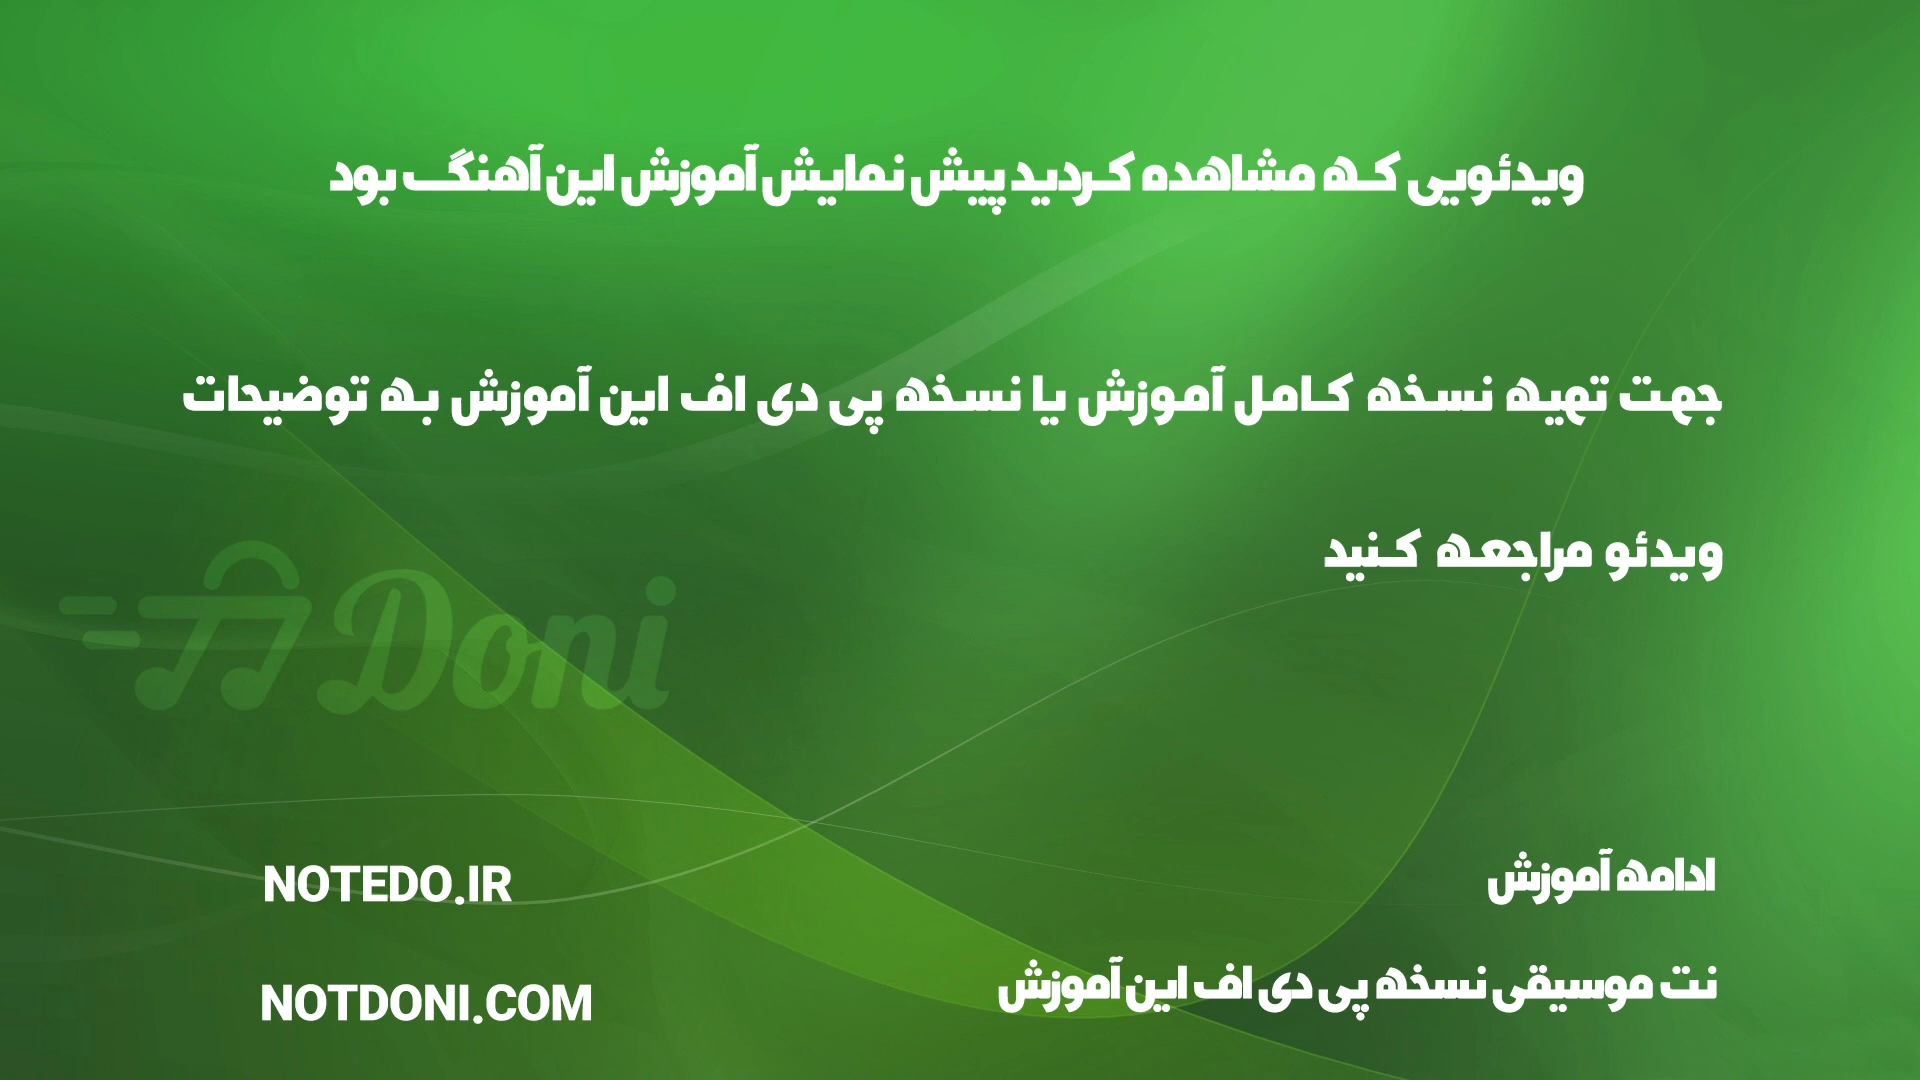 ویدئویی که مشاهده کردید پیش نمایش آموزش این آهنگ بود
جهت تهیه نسخه کامل آموزش یا نسخه پی دی اف این آموزش به توضیحات
ویدئو مراجعه کنید
Doni
ادامه آموزش
NOTEDO.IR
نت موسیقی نسخه پی دی اف این آموزش
NOTDONI.COM